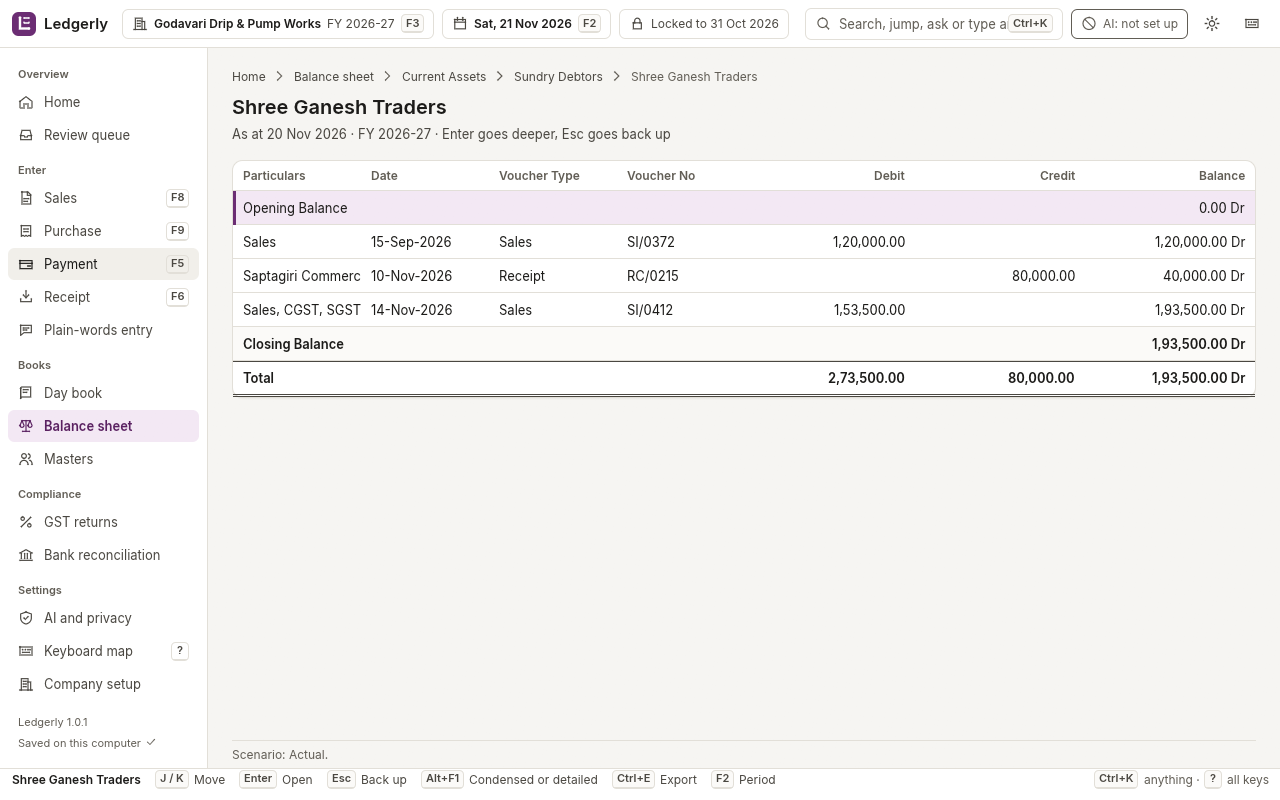 Ledgerly
Godavari Drip & Pump Works FY 2026-27 F3
Sat, 21 Nov 2026 F2
Locked to 31 Oct 2026
Search, jump, ask or type a Ctrl+K
AI: not set up
Overview
Home
Review queue
Enter
Sales F8
Purchase F9
Payment F5
Receipt F6
Plain-words entry
Books
Day book
Balance sheet
Masters
Compliance
GST returns
Bank reconciliation
Settings
AI and privacy
Keyboard map ?
Company setup
Ledgerly 1.0.1
Saved on this computer
Home > Balance sheet > Current Assets > Sundry Debtors > Shree Ganesh Traders
Shree Ganesh Traders
As at 20 Nov 2026 · FY 2026-27 · Enter goes deeper, Esc goes back up
Particulars Date Voucher Type Voucher No Debit Credit Balance
Opening Balance 0.00 Dr
Sales 15-Sep-2026 Sales SI/0372 1,20,000.00 1,20,000.00 Dr
Saptagiri Commerc 10-Nov-2026 Receipt RC/0215 80,000.00 40,000.00 Dr
Sales, CGST, SGST 14-Nov-2026 Sales SI/0412 1,53,500.00 1,93,500.00 Dr
Closing Balance 1,93,500.00 Dr
Total 2,73,500.00 80,000.00 1,93,500.00 Dr
Scenario: Actual.
Shree Ganesh Traders J / K Move Enter Open Esc Back up Alt+F1 Condensed or detailed Ctrl+E Export F2 Period Ctrl+K anything · ? all keys